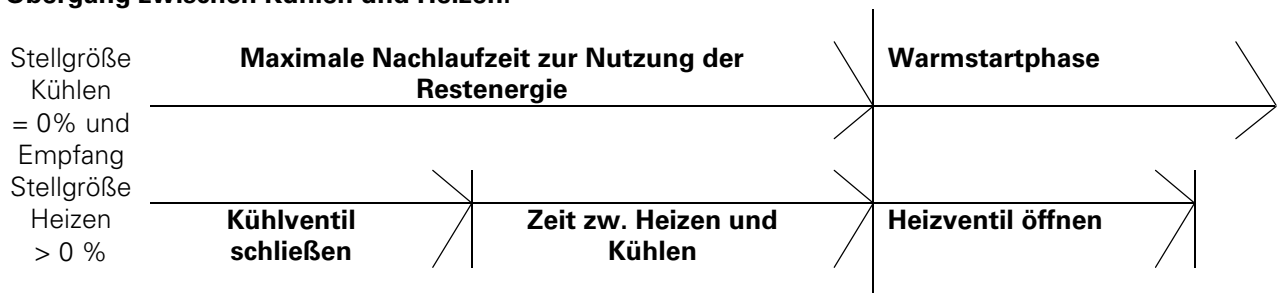 Übergang zwischen Kühlen und Heizen:
Stellgröße
Kühlen
= 0% und
Empfang
Stellgröße
Heizen
> 0 %
Maximale Nachlaufzeit zur Nutzung der
Restenergie
Warmstartphase
Kühlventil
schließen
Zeit zw. Heizen und
Kühlen
Heizventil öffnen